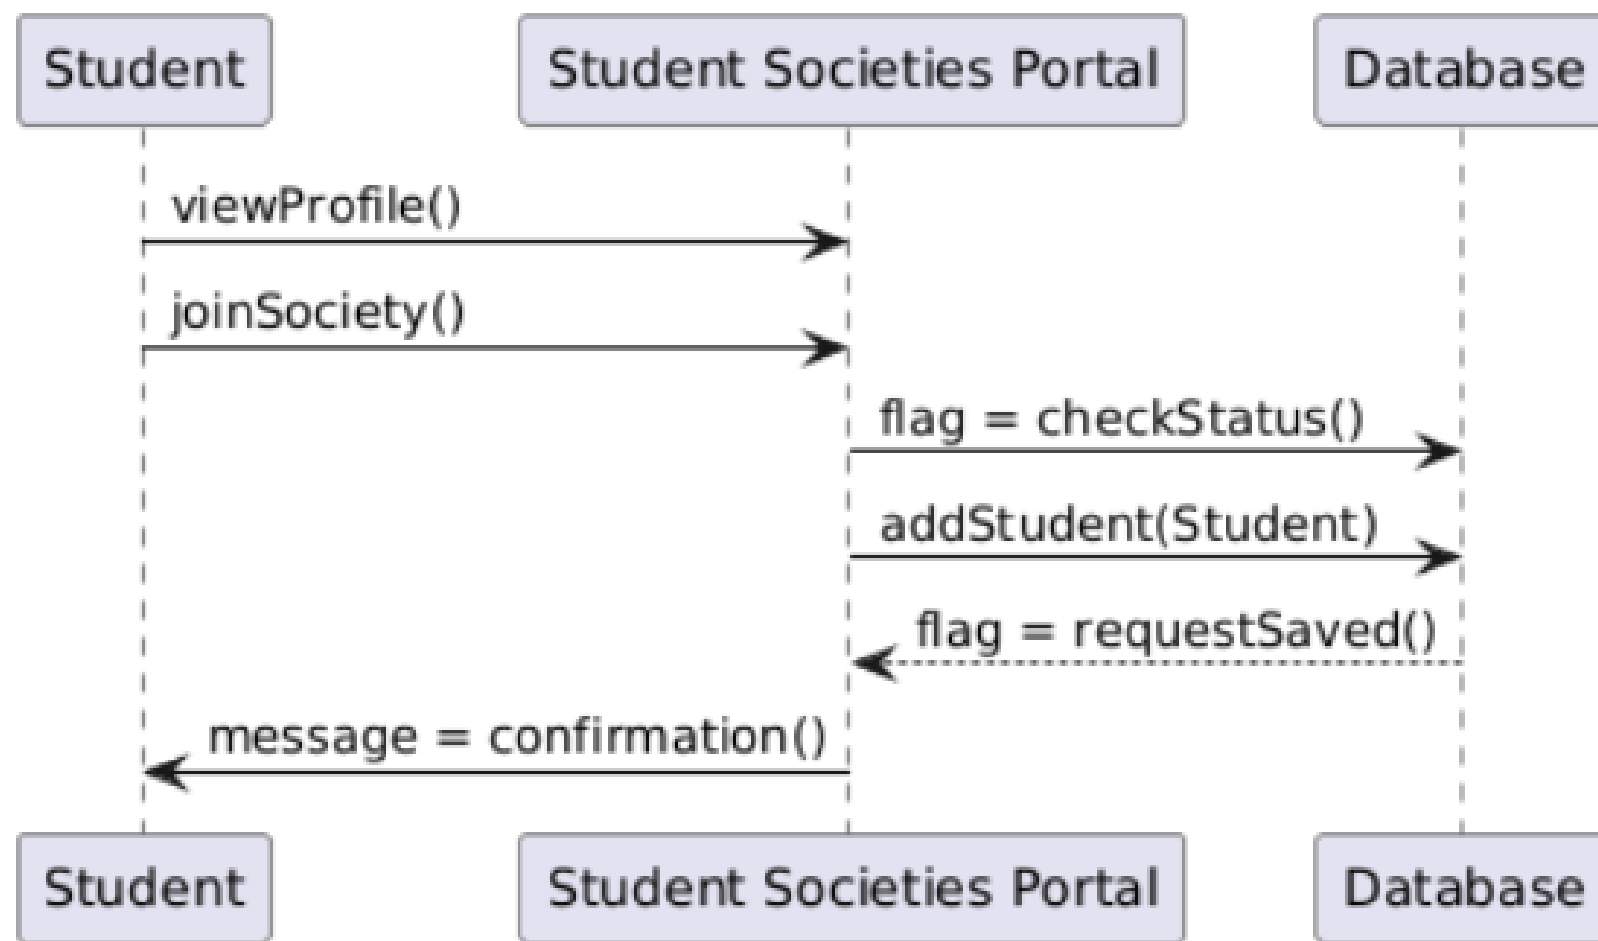 Student
Student Societies Portal
Database
viewProfile()
joinSociety()
flag = checkStatus()
addStudent(Student)
flag = requestSaved()
message = confirmation()
Student
Student Societies Portal
Database